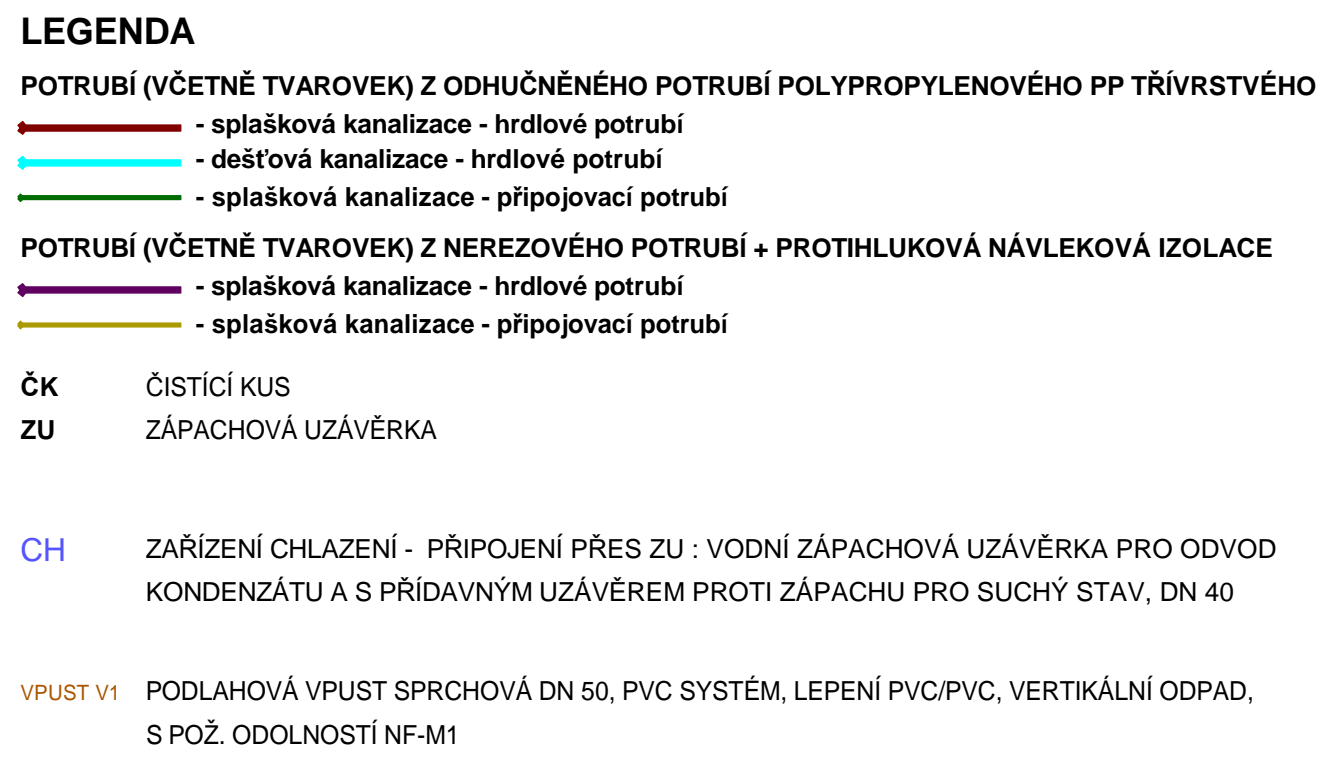 LEGENDA
POTRUBÍ (VČETNĚ TVAROVEK) Z ODHUČNĚNÉHO POTRUBÍ POLYPROPYLENOVÉHO PP TŘÍVRSTVÉHO
- splašková kanalizace - hrdlové potrubí
- dešťová kanalizace - hrdlové potrubí
- splašková kanalizace - připojovací potrubí
POTRUBÍ (VČETNĚ TVAROVEK) Z NEREZOVÉHO POTRUBÍ + PROTIHLUKOVÁ NÁVLEKOVÁ IZOLACE
- splašková kanalizace - hrdlové potrubí
- splašková kanalizace - připojovací potrubí
ČK ČISTÍCÍ KUS
ZU ZÁPACHOVÁ UZÁVĚRKA
CH ZAŘÍZENÍ CHLAZENÍ - PŘIPOJENÍ PŘES ZU : VODNÍ ZÁPACHOVÁ UZÁVĚRKA PRO ODVOD
KONDENZÁTU A S PŘÍDAVNÝM UZÁVĚREM PROTI ZÁPACHU PRO SUCHÝ STAV, DN 40
VPUST V1 PODLAHOVÁ VPUST SPRCHOVÁ DN 50, PVC SYSTÉM, LEPENÍ PVC/PVC, VERTIKÁLNÍ ODPAD,
S POŽ. ODOLNOSTÍ NF-M1